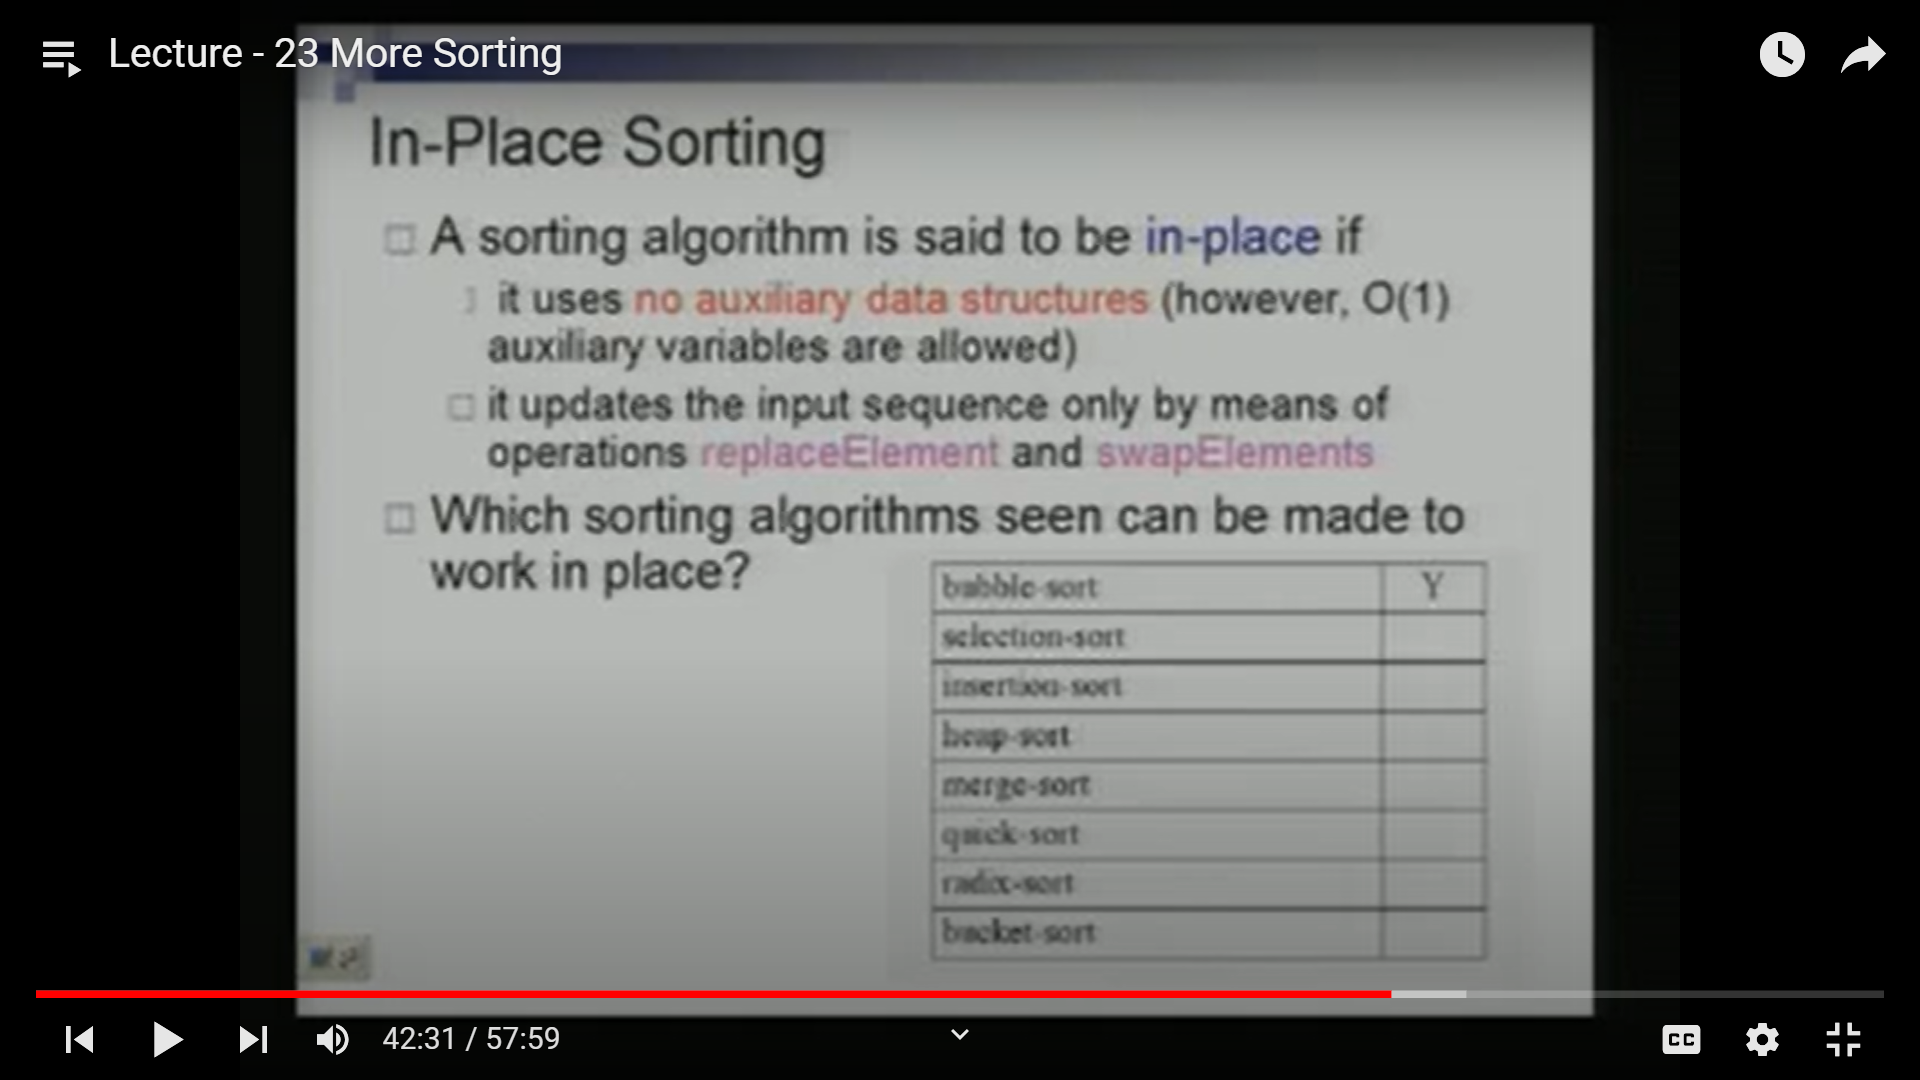 Lecture - 23 More Sorting
In-Place Sorting
A sorting algorithm is said to be in-place if
it uses no auxiliary data structures (however, O(1)
auxiliary variables are allowed)
it updates the input sequence only by means of
operations replaceElement and swapElements
Which sorting algorithms seen can be made to
work in place?
bubble-sort Y
selection-sort
insertion-sort
heap-sort
merge-sort
quick-sort
radix-sort
bucket-sort
42:31 / 57:59
CC